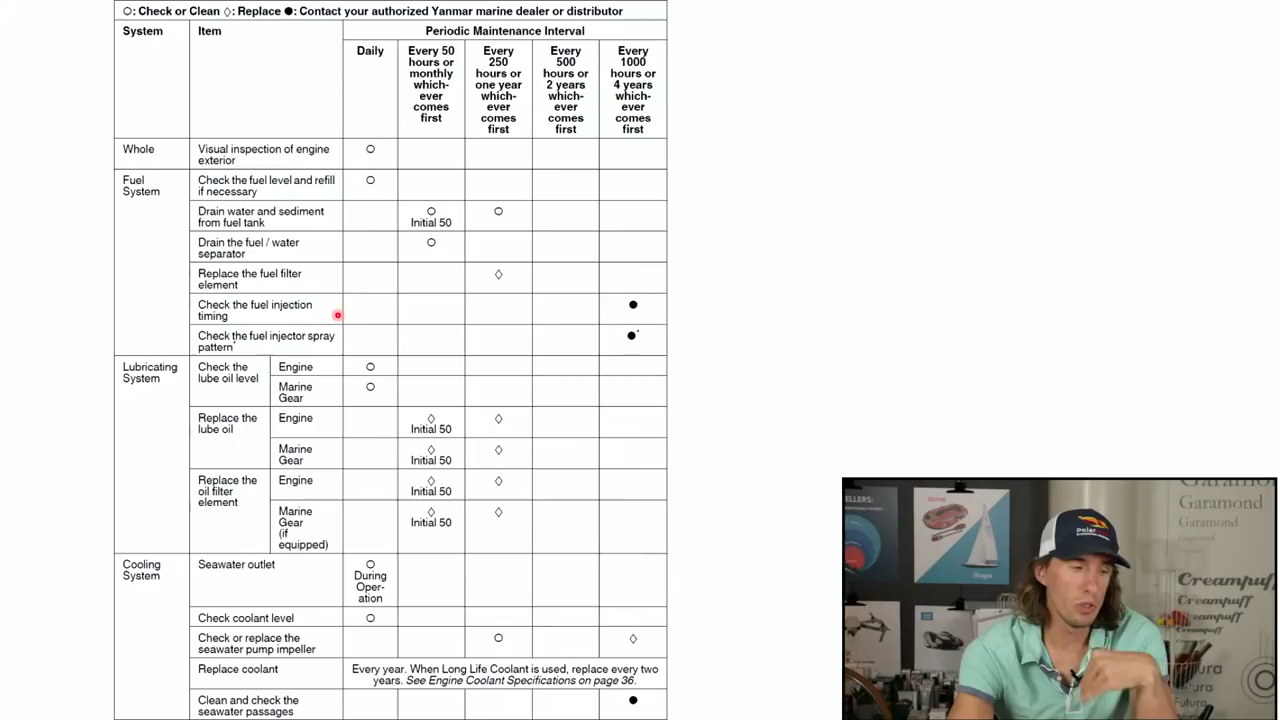 ○: Check or Clean ◊: Replace ●: Contact your authorized Yanmar marine dealer or distributor
System
Item
Periodic Maintenance Interval
Daily
Every 50
hours or
monthly
which-
ever
comes
first
Every
250
hours or
one year
which-
ever
comes
first
Every
500
hours or
2 years
which-
ever
comes
first
Every
1000
hours or
4 years
which-
ever
comes
first
Whole
Visual inspection of engine
exterior
○
Fuel
System
Check the fuel level and refill
if necessary
○
Drain water and sediment
from fuel tank
○
Initial 50
○
Drain the fuel / water
separator
○
Replace the fuel filter
element
◊
Check the fuel injection
timing
●
Check the fuel injector spray
pattern*
●*
Lubricating
System
Check the
lube oil level
Engine
○
Marine
Gear
○
Replace the
lube oil
Engine
◊
Initial 50
◊
Marine
Gear
◊
Initial 50
◊
Replace the
oil filter
element
Engine
◊
Initial 50
◊
Marine
Gear
(if
equipped)
◊
Initial 50
◊
Cooling
System
Seawater outlet
○
During
Oper-
ation
Check coolant level
○
Check or replace the
seawater pump impeller
○
◊
Replace coolant
Every year. When Long Life Coolant is used, replace every two
years. See Engine Coolant Specifications on page 36.
Clean and check the
seawater passages
●
Polar
Garamond
Garamond
Garamond
Creampuff
Creampuff
Futura
Futura